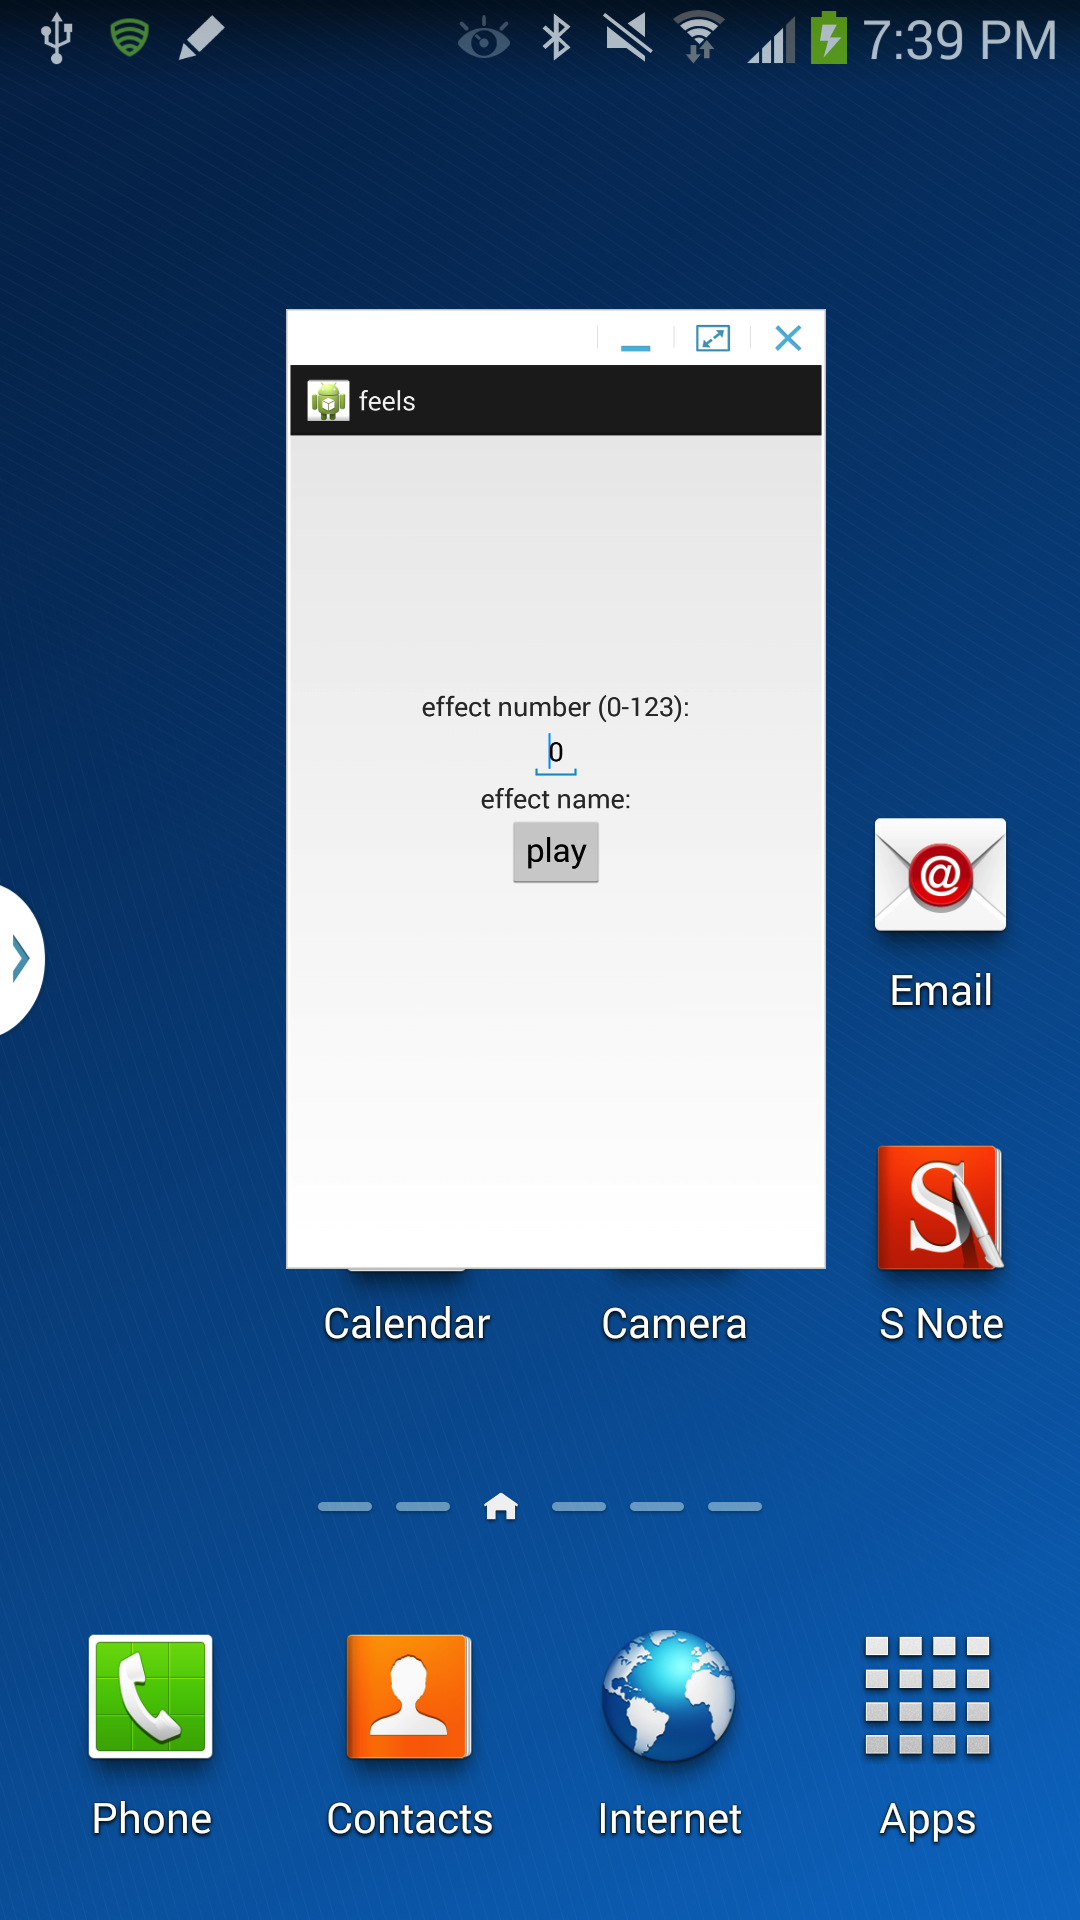 7:39 PM
feels
effect number (0-123):
0
effect name:
play
@
Email
S
Calendar
Camera
S Note
Phone
Contacts
Internet
Apps